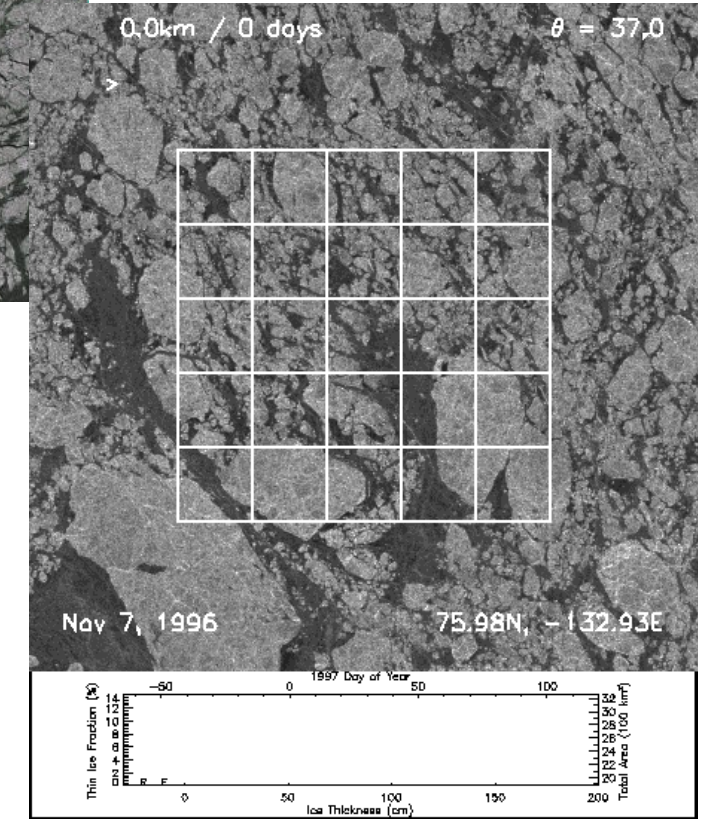 0.0km / 0 days
θ = 37.0
>
Nov 7, 1996
75.98N, -132.93E
1997 Day of Year
-50 0 50 100
Thin Ice Fraction (%)
14
12
10
8
6
4
2
0
Total Area (100 km²)
32
30
28
26
24
22
20
R F
0 50 100 150 200
Ice Thickness (cm)